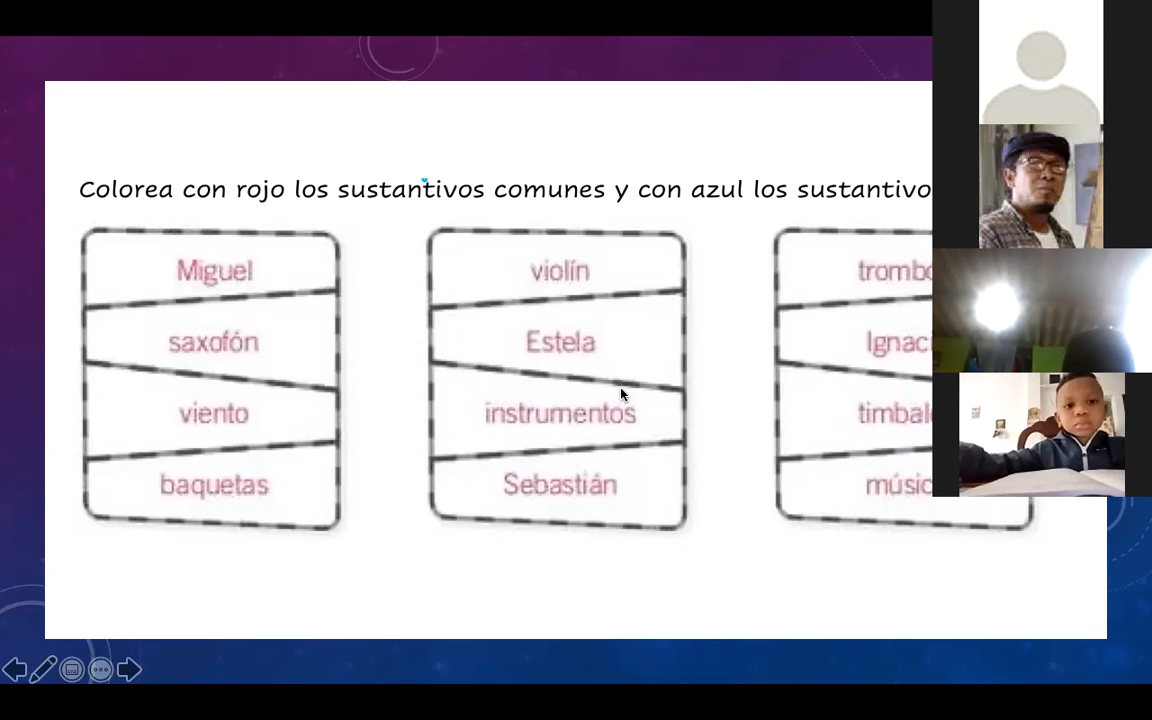 Colorea con rojo los sustantivos comunes y con azul los sustantivo
Miguel
saxofón
viento
baquetas
violín
Estela
instrumentos
Sebastián
trombo
Ignaci
timbal
músic